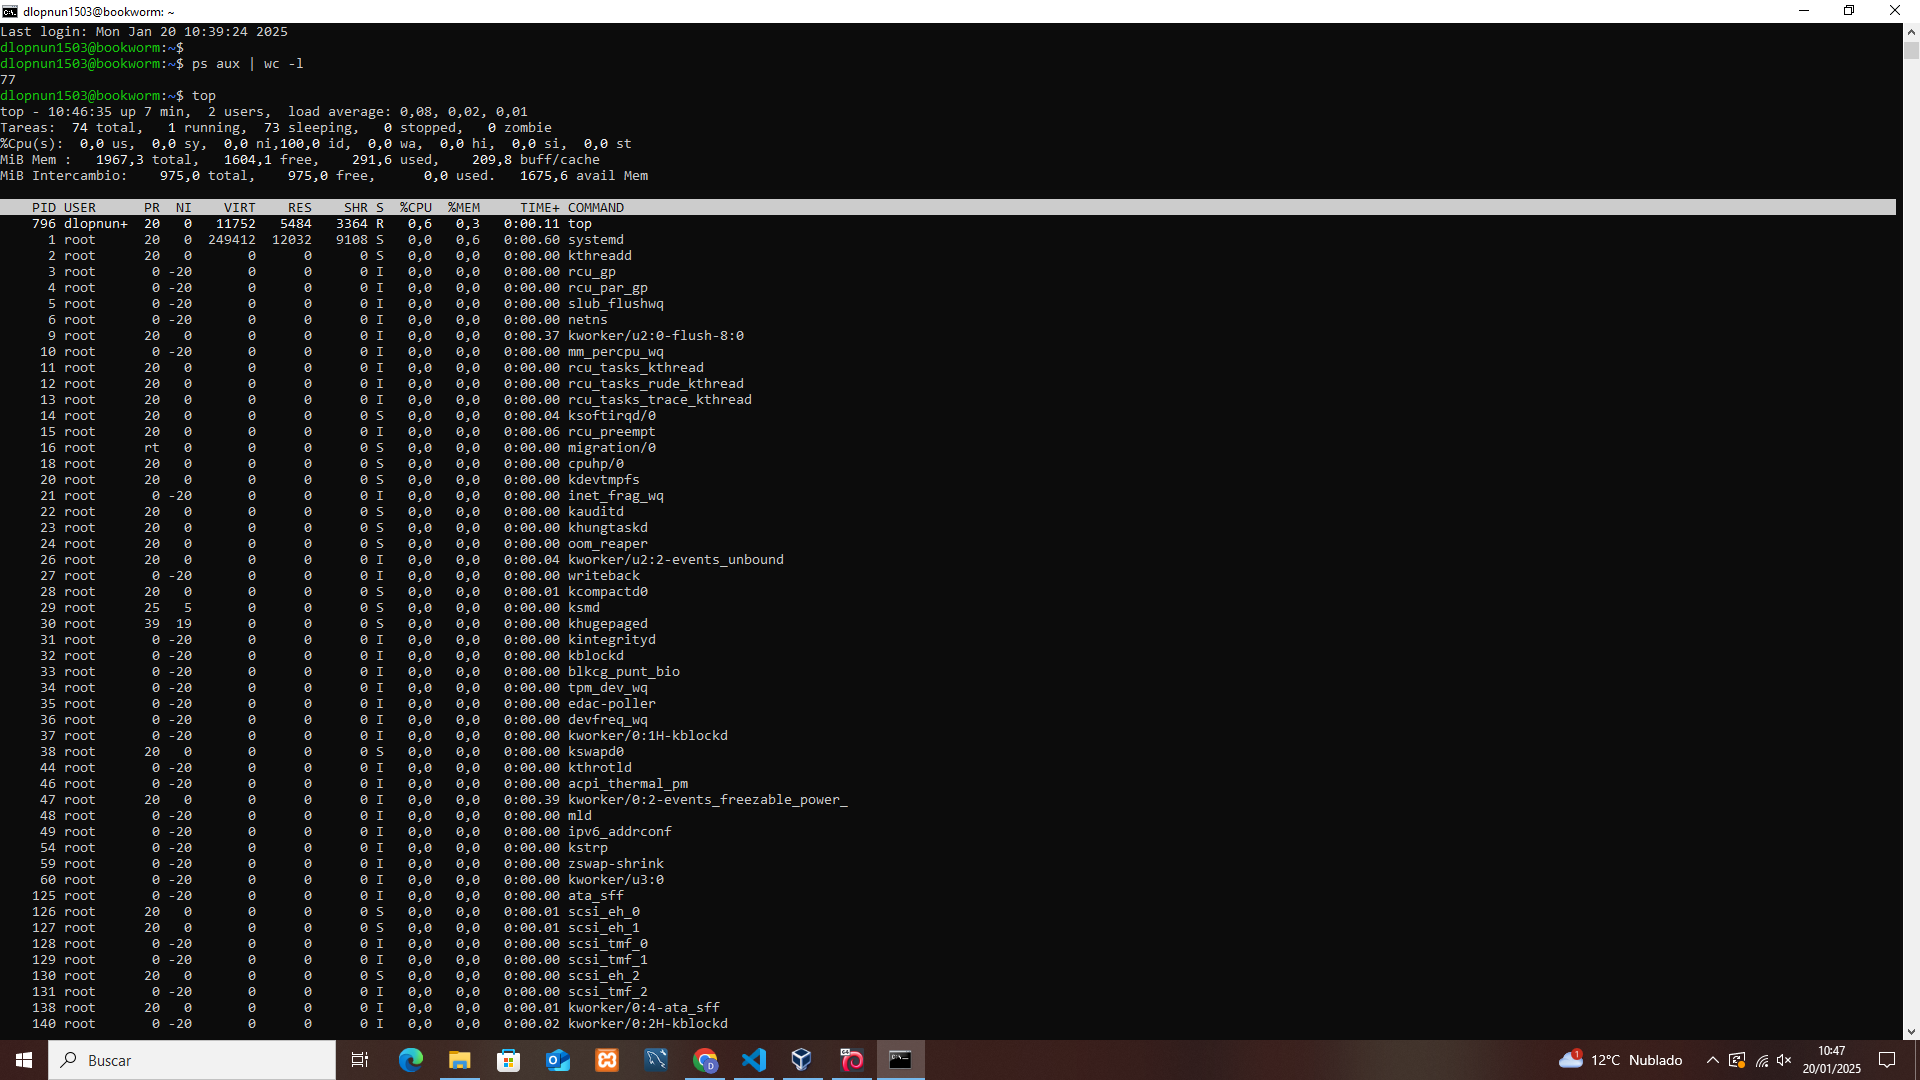 dlopnun1503@bookworm: ~
Last login: Mon Jan 20 10:39:24 2025
dlopnun1503@bookworm:~$
dlopnun1503@bookworm:~$ ps aux | wc -l
77
dlopnun1503@bookworm:~$ top
top - 10:46:35 up 7 min,  2 users,  load average: 0,08, 0,02, 0,01
Tareas:  74 total,   1 running,  73 sleeping,   0 stopped,   0 zombie
%Cpu(s):  0,0 us,  0,0 sy,  0,0 ni,100,0 id,  0,0 wa,  0,0 hi,  0,0 si,  0,0 st
MiB Mem :   1967,3 total,   1604,1 free,    291,6 used,    209,8 buff/cache
MiB Intercambio:    975,0 total,    975,0 free,      0,0 used.   1675,6 avail Mem
PID USER      PR  NI    VIRT    RES    SHR S  %CPU  %MEM     TIME+ COMMAND
796 dlopnun+  20   0   11752   5484   3364 R   0,6   0,3   0:00.11 top
1 root      20   0  249412  12032   9108 S   0,0   0,6   0:00.60 systemd
2 root      20   0       0      0      0 S   0,0   0,0   0:00.00 kthreadd
3 root       0 -20       0      0      0 I   0,0   0,0   0:00.00 rcu_gp
4 root       0 -20       0      0      0 I   0,0   0,0   0:00.00 rcu_par_gp
5 root       0 -20       0      0      0 I   0,0   0,0   0:00.00 slub_flushwq
6 root       0 -20       0      0      0 I   0,0   0,0   0:00.00 netns
9 root      20   0       0      0      0 I   0,0   0,0   0:00.37 kworker/u2:0-flush-8:0
10 root       0 -20       0      0      0 I   0,0   0,0   0:00.00 mm_percpu_wq
11 root      20   0       0      0      0 I   0,0   0,0   0:00.00 rcu_tasks_kthread
12 root      20   0       0      0      0 I   0,0   0,0   0:00.00 rcu_tasks_rude_kthread
13 root      20   0       0      0      0 I   0,0   0,0   0:00.00 rcu_tasks_trace_kthread
14 root      20   0       0      0      0 S   0,0   0,0   0:00.04 ksoftirqd/0
15 root      20   0       0      0      0 I   0,0   0,0   0:00.06 rcu_preempt
16 root      rt   0       0      0      0 S   0,0   0,0   0:00.00 migration/0
18 root      20   0       0      0      0 S   0,0   0,0   0:00.00 cpuhp/0
20 root      20   0       0      0      0 S   0,0   0,0   0:00.00 kdevtmpfs
21 root       0 -20       0      0      0 I   0,0   0,0   0:00.00 inet_frag_wq
22 root      20   0       0      0      0 S   0,0   0,0   0:00.00 kauditd
23 root      20   0       0      0      0 S   0,0   0,0   0:00.00 khungtaskd
24 root      20   0       0      0      0 S   0,0   0,0   0:00.00 oom_reaper
26 root      20   0       0      0      0 I   0,0   0,0   0:00.04 kworker/u2:2-events_unbound
27 root       0 -20       0      0      0 I   0,0   0,0   0:00.00 writeback
28 root      20   0       0      0      0 S   0,0   0,0   0:00.01 kcompactd0
29 root      25   5       0      0      0 S   0,0   0,0   0:00.00 ksmd
30 root      39  19       0      0      0 S   0,0   0,0   0:00.00 khugepaged
31 root       0 -20       0      0      0 I   0,0   0,0   0:00.00 kintegrityd
32 root       0 -20       0      0      0 I   0,0   0,0   0:00.00 kblockd
33 root       0 -20       0      0      0 I   0,0   0,0   0:00.00 blkcg_punt_bio
34 root       0 -20       0      0      0 I   0,0   0,0   0:00.00 tpm_dev_wq
35 root       0 -20       0      0      0 I   0,0   0,0   0:00.00 edac-poller
36 root       0 -20       0      0      0 I   0,0   0,0   0:00.00 devfreq_wq
37 root       0 -20       0      0      0 I   0,0   0,0   0:00.00 kworker/0:1H-kblockd
38 root      20   0       0      0      0 S   0,0   0,0   0:00.00 kswapd0
44 root       0 -20       0      0      0 I   0,0   0,0   0:00.00 kthrotld
46 root       0 -20       0      0      0 I   0,0   0,0   0:00.00 acpi_thermal_pm
47 root      20   0       0      0      0 I   0,0   0,0   0:00.39 kworker/0:2-events_freezable_power_
48 root       0 -20       0      0      0 I   0,0   0,0   0:00.00 mld
49 root       0 -20       0      0      0 I   0,0   0,0   0:00.00 ipv6_addrconf
54 root       0 -20       0      0      0 I   0,0   0,0   0:00.00 kstrp
59 root       0 -20       0      0      0 I   0,0   0,0   0:00.00 zswap-shrink
60 root       0 -20       0      0      0 I   0,0   0,0   0:00.00 kworker/u3:0
125 root       0 -20       0      0      0 I   0,0   0,0   0:00.00 ata_sff
126 root      20   0       0      0      0 S   0,0   0,0   0:00.01 scsi_eh_0
127 root      20   0       0      0      0 S   0,0   0,0   0:00.01 scsi_eh_1
128 root       0 -20       0      0      0 I   0,0   0,0   0:00.00 scsi_tmf_0
129 root       0 -20       0      0      0 I   0,0   0,0   0:00.00 scsi_tmf_1
130 root      20   0       0      0      0 S   0,0   0,0   0:00.00 scsi_eh_2
131 root       0 -20       0      0      0 I   0,0   0,0   0:00.00 scsi_tmf_2
138 root      20   0       0      0      0 I   0,0   0,0   0:00.01 kworker/0:4-ata_sff
140 root       0 -20       0      0      0 I   0,0   0,0   0:00.02 kworker/0:2H-kblockd
Buscar
1
12°C Nublado
10:47
20/01/2025